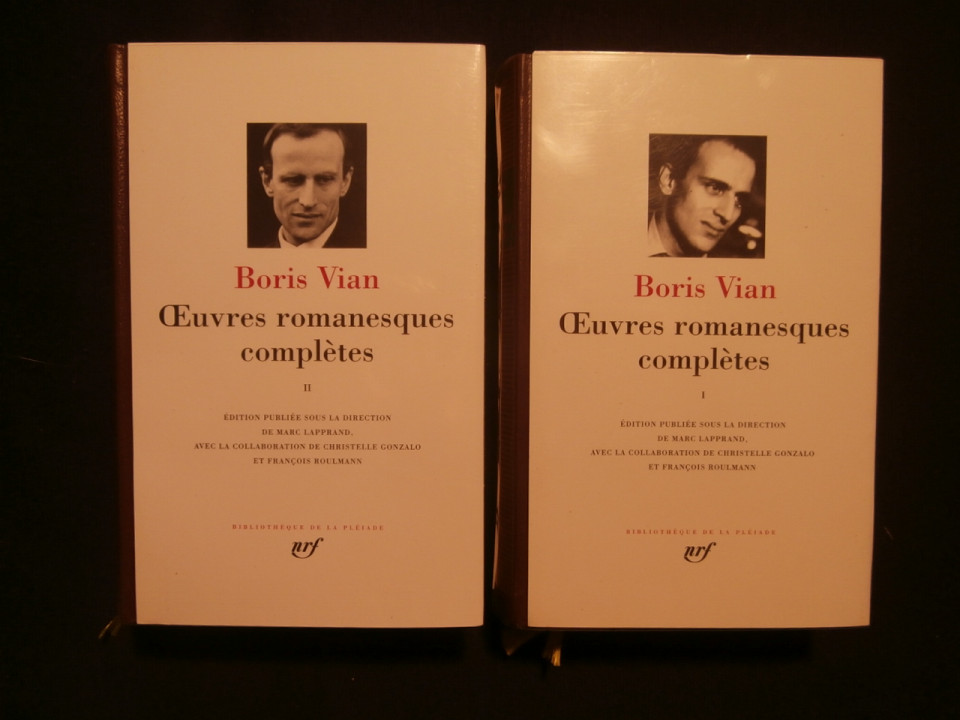 Boris Vian
Œuvres romanesques
complètes
II
ÉDITION PUBLIÉE SOUS LA DIRECTION
DE MARC LAPPRAND,
AVEC LA COLLABORATION DE CHRISTELLE GONZALO
ET FRANÇOIS ROULMANN
BIBLIOTHÈQUE DE LA PLÉIADE
nrf
Boris Vian
Œuvres romanesques
complètes
I
ÉDITION PUBLIÉE SOUS LA DIRECTION
DE MARC LAPPRAND,
AVEC LA COLLABORATION DE CHRISTELLE GONZALO
ET FRANÇOIS ROULMANN
BIBLIOTHÈQUE DE LA PLÉIADE
nrf